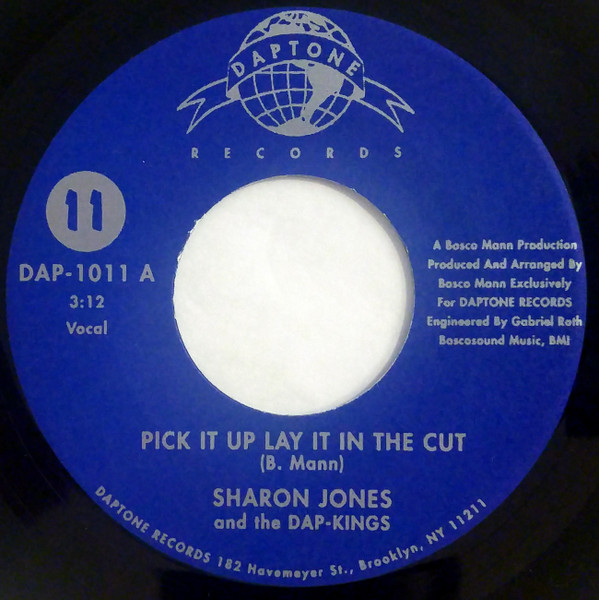 DAPTONE
RECORDS
11
DAP-1011 A
3:12
Vocal
A Bosco Mann Production
Produced And Arranged By
Bosco Mann Exclusively
For DAPTONE RECORDS
Engineered By Gabriel Roth
Boscosound Music, BMI
PICK IT UP LAY IT IN THE CUT
(B. Mann)
SHARON JONES
and the DAP-KINGS
DAPTONE RECORDS 182 Havemeyer St., Brooklyn, NY 11211